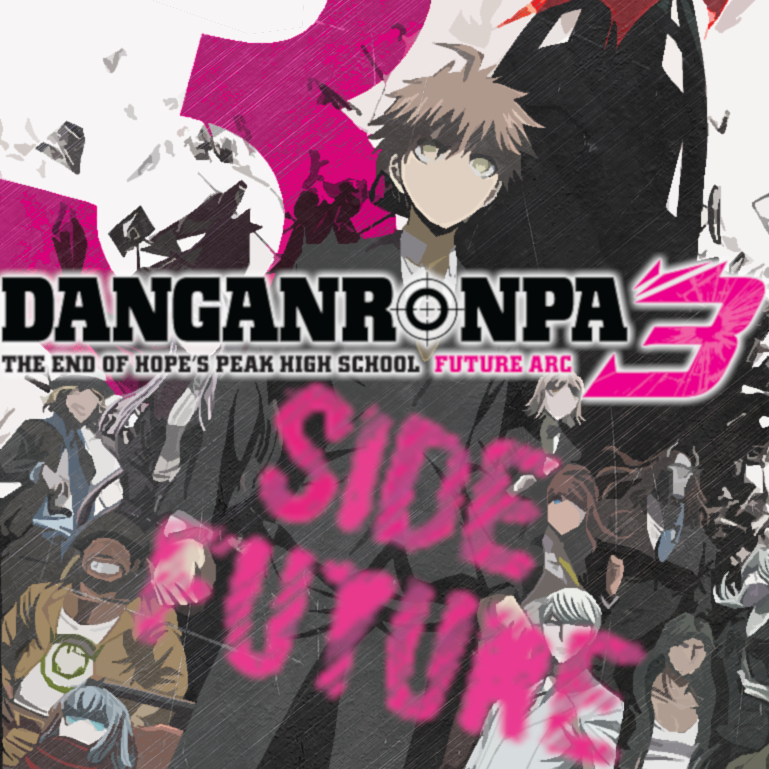 DANGANRONPA 3
THE END OF HOPE'S PEAK HIGH SCHOOL FUTURE ARC
SIDE
FUTURE